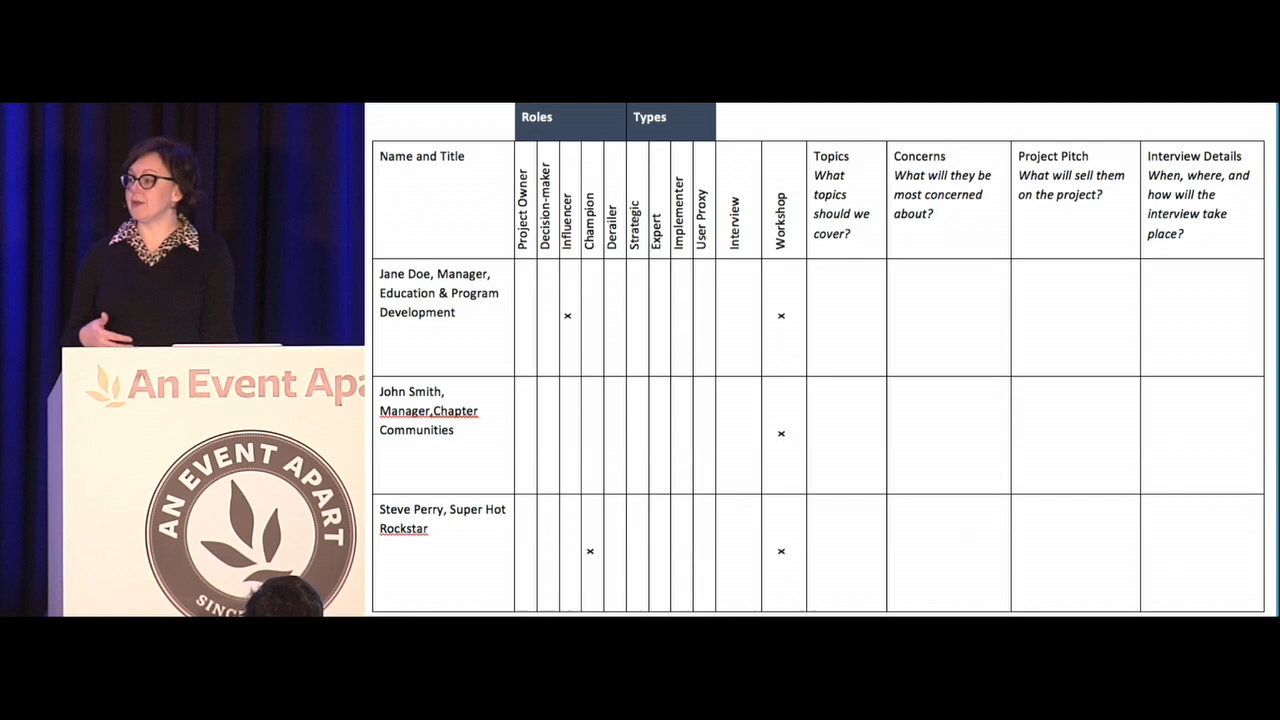 An Event Apa
AN EVENT APART
SINC
Roles
Types
Name and Title
Project Owner
Decision-maker
Influencer
Champion
Derailer
Strategic
Expert
Implementer
User Proxy
Interview
Workshop
Topics
What
topics
should we
cover?
Concerns
What will they be
most concerned
about?
Project Pitch
What will sell them
on the project?
Interview Details
When, where, and
how will the
interview take
place?
Jane Doe, Manager,
Education & Program
Development
x
x
John Smith,
Manager,Chapter
Communities
x
Steve Perry, Super Hot
Rockstar
x
x